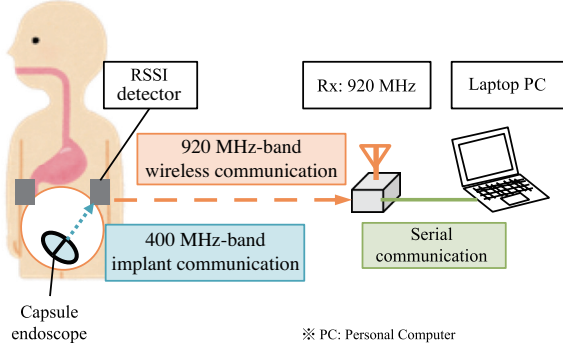 RSSI
detector
Rx: 920 MHz
Laptop PC
920 MHz-band
wireless communication
400 MHz-band
implant communication
Serial
communication
Capsule
endoscope
※ PC: Personal Computer